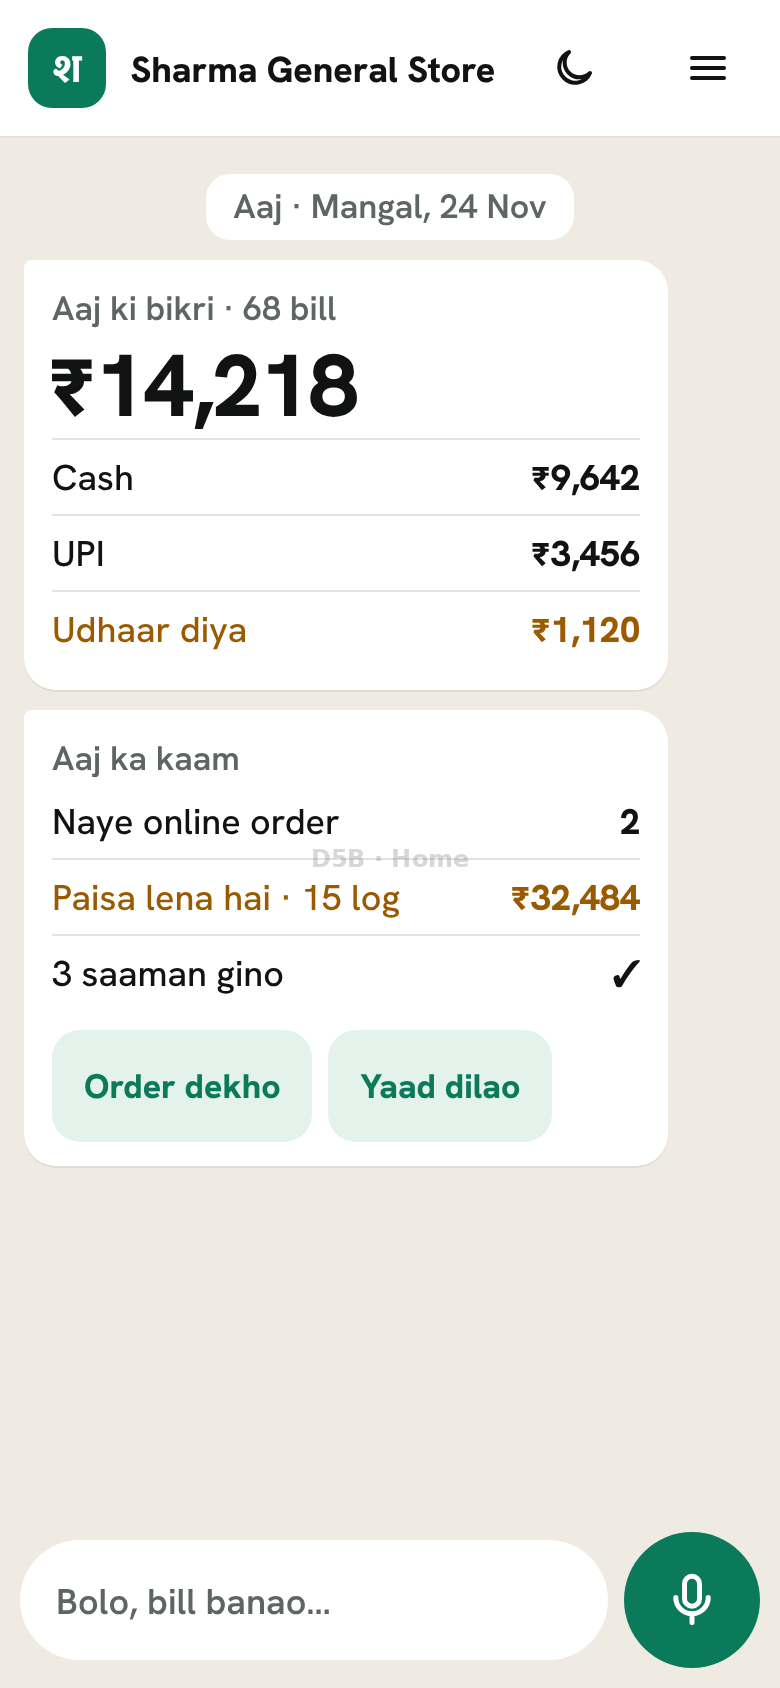 श
Sharma General Store
Aaj · Mangal, 24 Nov
Aaj ki bikri · 68 bill
₹14,218
Cash ₹9,642
UPI ₹3,456
Udhaar diya ₹1,120
Aaj ka kaam
Naye online order 2
D5B · Home
Paisa lena hai · 15 log ₹32,484
3 saaman gino ✓
Order dekho Yaad dilao
Bolo, bill banao...